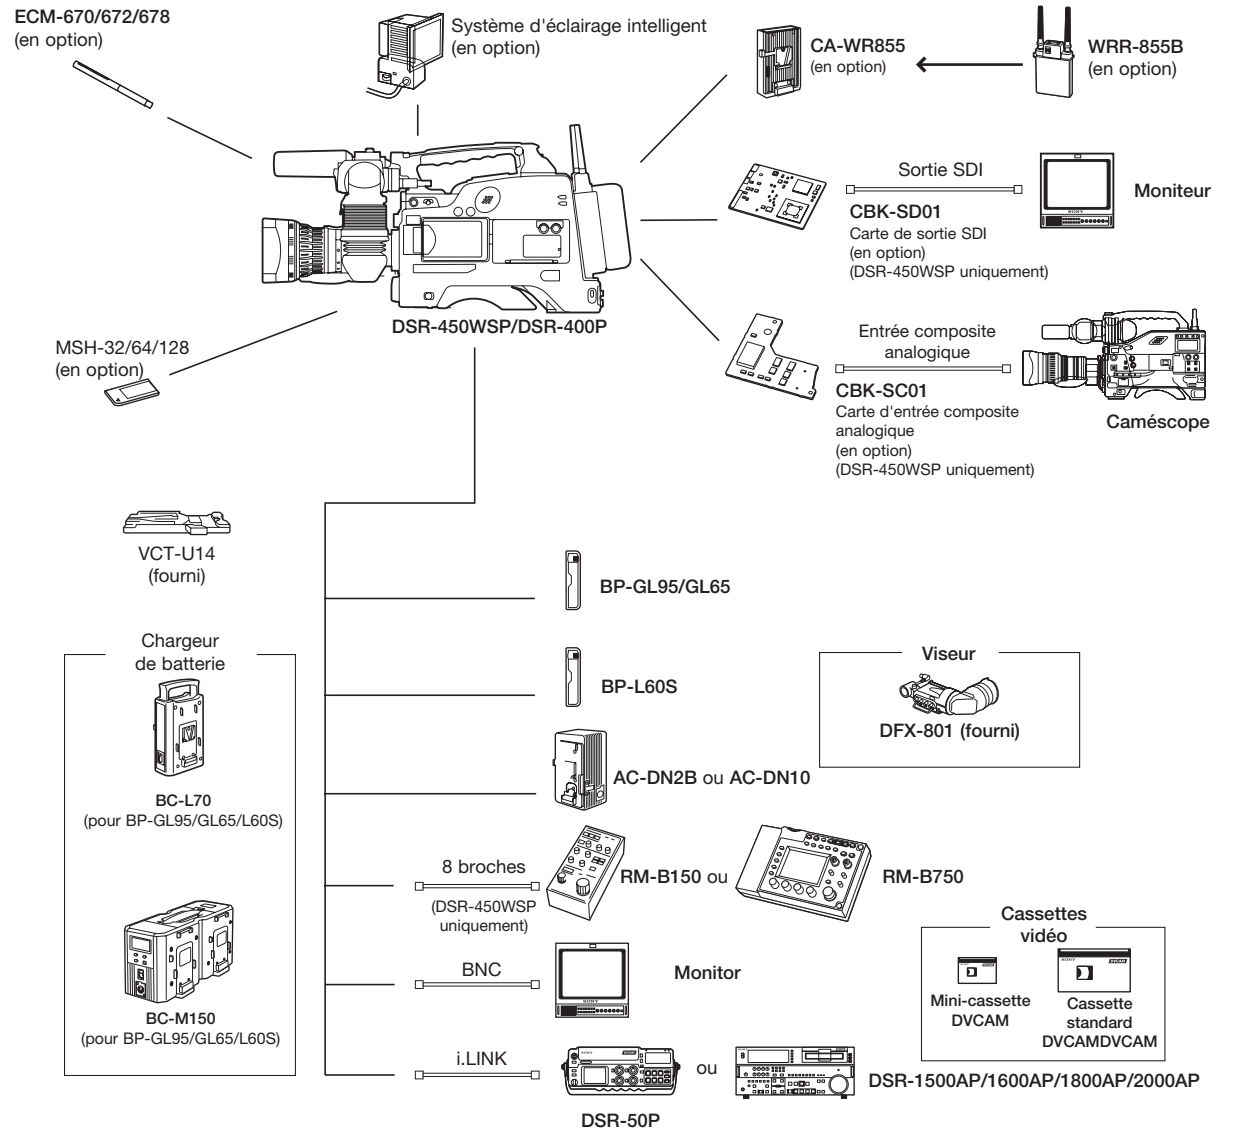 ECM-670/672/678
(en option)
Système d'éclairage intelligent
(en option)
CA-WR855
(en option)
WRR-855B
(en option)
Sortie SDI
CBK-SD01
Carte de sortie SDI
(en option)
(DSR-450WSP uniquement)
SONY
Moniteur
DSR-450WSP/DSR-400P
MSH-32/64/128
(en option)
Entrée composite
analogique
CBK-SC01
Carte d'entrée composite
analogique
(en option)
(DSR-450WSP uniquement)
Caméscope
VCT-U14
(fourni)
BP-GL95/GL65
Chargeur
de batterie
BC-L70
(pour BP-GL95/GL65/L60S)
BC-M150
(pour BP-GL95/GL65/L60S)
BP-L60S
Viseur
DFX-801 (fourni)
AC-DN2B ou AC-DN10
8 broches
(DSR-450WSP
uniquement)
RM-B150 ou
RM-B750
BNC
SONY
Monitor
Cassettes
vidéo
Mini-cassette
DVCAM
SONY
DVCAM
Cassette
standard
DVCAMDVCAM
i.LINK
DSR-50P
ou
DSR-1500AP/1600AP/1800AP/2000AP